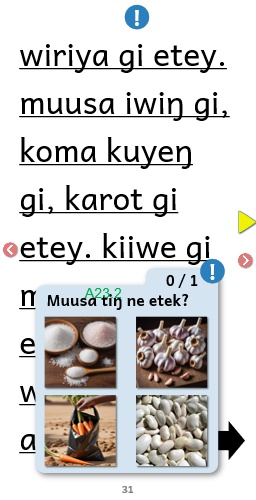 wiriya gi etey.
muusa iwiŋ gi,
koma kuyeŋ
gi, karot gi
etey. kiiwe gi
0 / 1
A23.2
Muusa tiŋ ne etek?
31